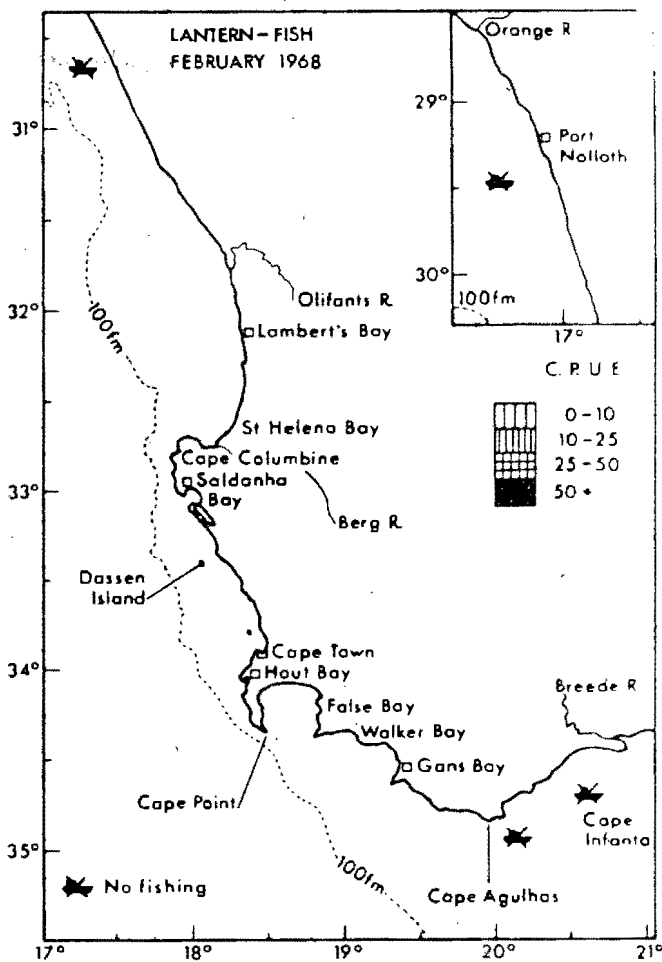 LANTERN-FISH
FEBRUARY 1968
Orange R
29°
Port
Nolloth
30°
100fm
17°
31°
Olifants R.
32°
100fm
Lambert's Bay
C. P. U E
0-10
10-25
25-50
50+
St Helena Bay
Cape Columbine
33°
Saldanha
Bay
Berg R.
Dassen
Island
Cape Town
34°
Hout Bay
Breede R
False Bay
Walker Bay
Gans Bay
Cape Point
Cape
Infanta
35°
100fm
No fishing
Cape Agulhas
17°
18°
19°
20°
21°